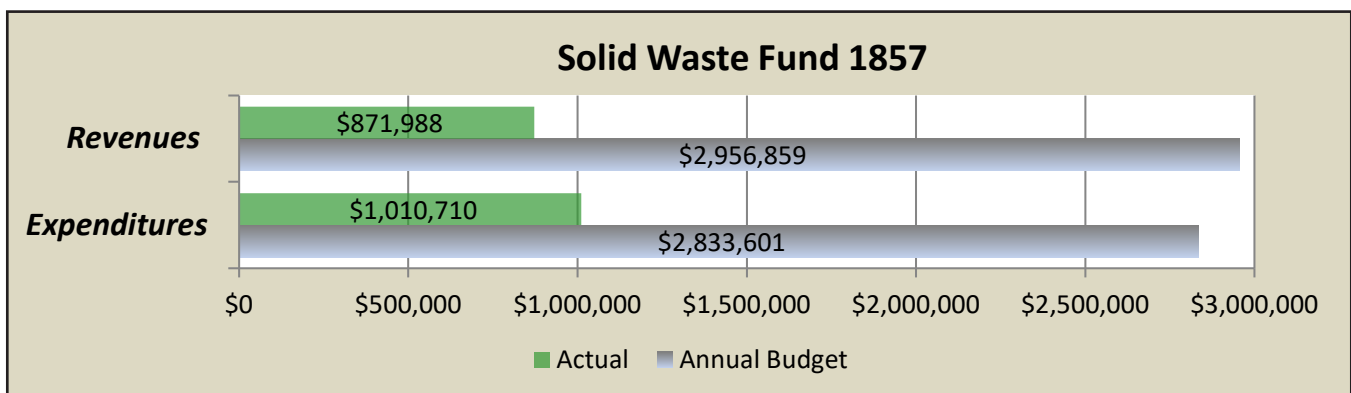 Solid Waste Fund 1857
Revenues
$871,988
$2,956,859
Expenditures
$1,010,710
$2,833,601
$0 $500,000 $1,000,000 $1,500,000 $2,000,000 $2,500,000 $3,000,000
Actual Annual Budget